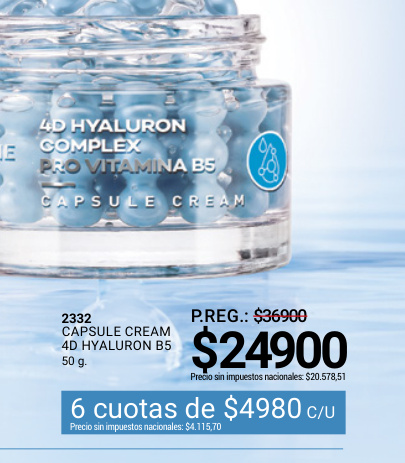 4D HYALURON
COMPLEX
PRO VITAMINA B5
CAPSULE CREAM
2332
CAPSULE CREAM
4D HYALURON B5
50 g.
P.REG.: $36900
$24900
Precio sin impuestos nacionales: $20.578,51
6 cuotas de $4980 C/U
Precio sin impuestos nacionales: $4.115,70